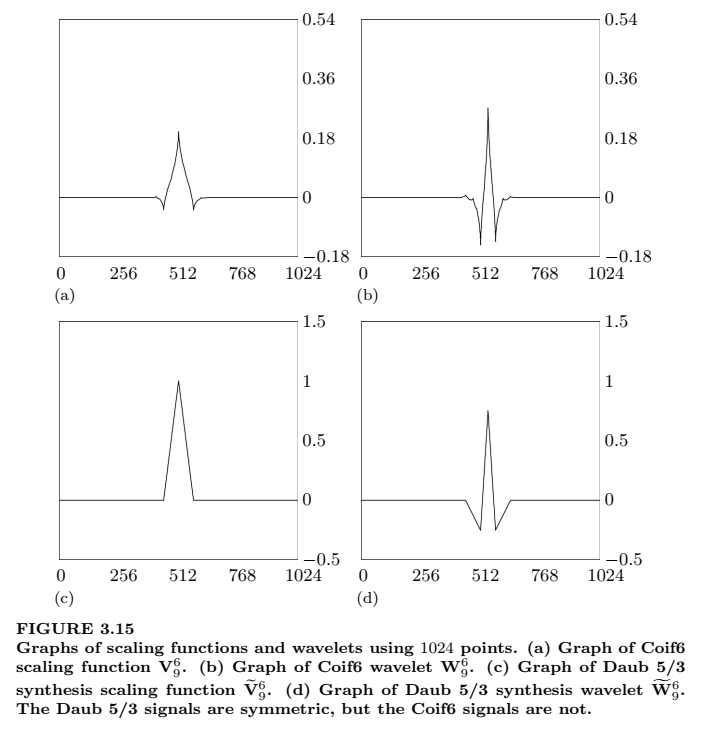 0.54 0.54
0.36 0.36
0.18 0.18
0 0
−0.18 −0.18
0 256 512 768 1024 0 256 512 768 1024
(a) (b)
1.5 1.5
1 1
0.5 0.5
0 0
−0.5 −0.5
0 256 512 768 1024 0 256 512 768 1024
(c) (d)
FIGURE 3.15
Graphs of scaling functions and wavelets using 1024 points. (a) Graph of Coif6
scaling function V⁶₉. (b) Graph of Coif6 wavelet W⁶₉. (c) Graph of Daub 5/3
synthesis scaling function Ṽ⁶₉. (d) Graph of Daub 5/3 synthesis wavelet W̃⁶₉.
The Daub 5/3 signals are symmetric, but the Coif6 signals are not.